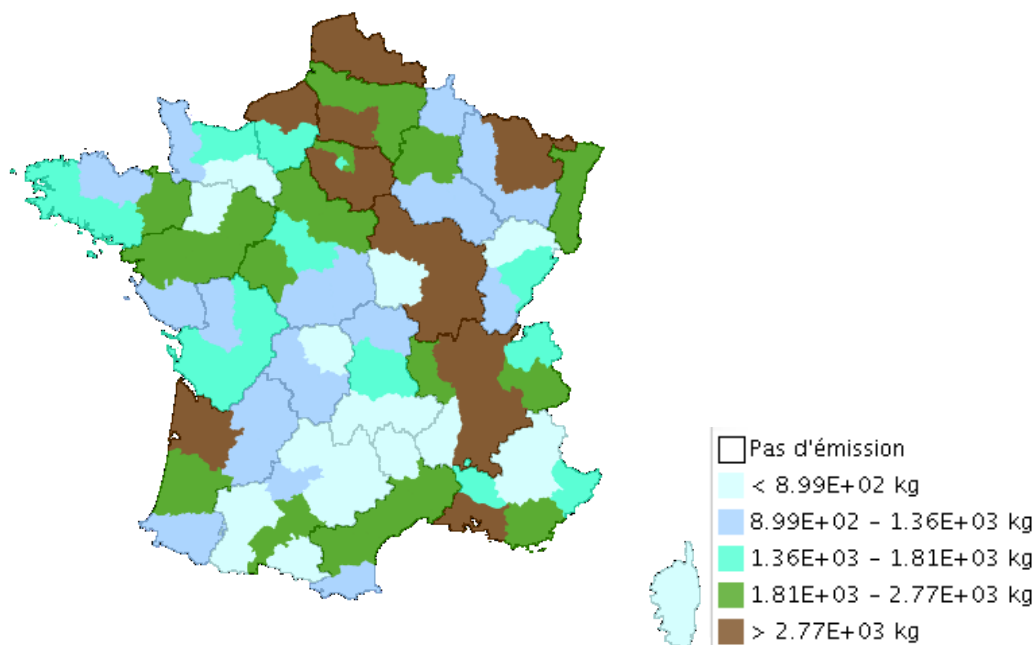 Pas d'émission
< 8.99E+02 kg
8.99E+02 – 1.36E+03 kg
1.36E+03 – 1.81E+03 kg
1.81E+03 – 2.77E+03 kg
> 2.77E+03 kg